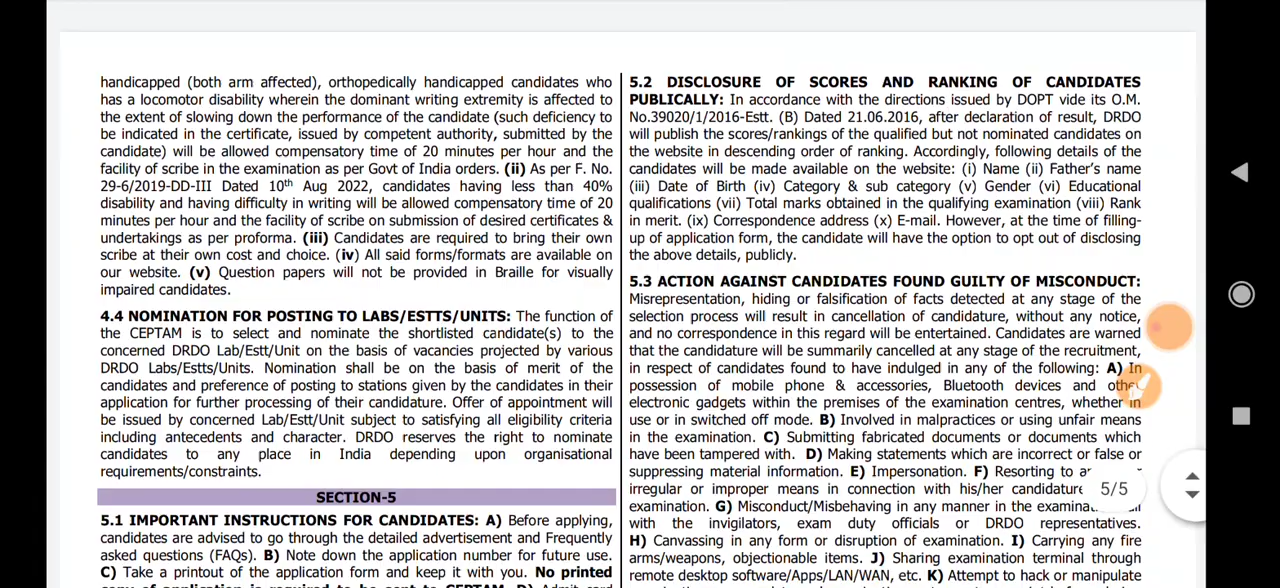 handicapped (both arm affected), orthopedically handicapped candidates who
has a locomotor disability wherein the dominant writing extremity is affected to
the extent of slowing down the performance of the candidate (such deficiency to
be indicated in the certificate, issued by competent authority, submitted by the
candidate) will be allowed compensatory time of 20 minutes per hour and the
facility of scribe in the examination as per Govt of India orders. (ii) As per F. No.
29-6/2019-DD-III Dated 10th Aug 2022, candidates having less than 40%
disability and having difficulty in writing will be allowed compensatory time of 20
minutes per hour and the facility of scribe on submission of desired certificates &
undertakings as per proforma. (iii) Candidates are required to bring their own
scribe at their own cost and choice. (iv) All said forms/formats are available on
our website. (v) Question papers will not be provided in Braille for visually
impaired candidates.
4.4 NOMINATION FOR POSTING TO LABS/ESTTS/UNITS: The function of
the CEPTAM is to select and nominate the shortlisted candidate(s) to the
concerned DRDO Lab/Estt/Unit on the basis of vacancies projected by various
DRDO Labs/Estts/Units. Nomination shall be on the basis of merit of the
candidates and preference of posting to stations given by the candidates in their
application for further processing of their candidature. Offer of appointment will
be issued by concerned Lab/Estt/Unit subject to satisfying all eligibility criteria
including antecedents and character. DRDO reserves the right to nominate
candidates to any place in India depending upon organisational
requirements/constraints.
SECTION-5
5.1 IMPORTANT INSTRUCTIONS FOR CANDIDATES: A) Before applying,
candidates are advised to go through the detailed advertisement and Frequently
asked questions (FAQs). B) Note down the application number for future use.
C) Take a printout of the application form and keep it with you. No printed
copy of application is required to be sent to CEPTAM. D) Admit card
5.2 DISCLOSURE OF SCORES AND RANKING OF CANDIDATES
PUBLICALLY: In accordance with the directions issued by DOPT vide its O.M.
No.39020/1/2016-Estt. (B) Dated 21.06.2016, after declaration of result, DRDO
will publish the scores/rankings of the qualified but not nominated candidates on
the website in descending order of ranking. Accordingly, following details of the
candidates will be made available on the website: (i) Name (ii) Father's name
(iii) Date of Birth (iv) Category & sub category (v) Gender (vi) Educational
qualifications (vii) Total marks obtained in the qualifying examination (viii) Rank
in merit. (ix) Correspondence address (x) E-mail. However, at the time of filling-
up of application form, the candidate will have the option to opt out of disclosing
the above details, publicly.
5.3 ACTION AGAINST CANDIDATES FOUND GUILTY OF MISCONDUCT:
Misrepresentation, hiding or falsification of facts detected at any stage of the
selection process will result in cancellation of candidature, without any notice,
and no correspondence in this regard will be entertained. Candidates are warned
that the candidature will be summarily cancelled at any stage of the recruitment,
in respect of candidates found to have indulged in any of the following: A) In
possession of mobile phone & accessories, Bluetooth devices and other
electronic gadgets within the premises of the examination centres, whether in
use or in switched off mode. B) Involved in malpractices or using unfair means
in the examination. C) Submitting fabricated documents or documents which
have been tampered with. D) Making statements which are incorrect or false or
suppressing material information. E) Impersonation. F) Resorting to
irregular or improper means in connection with his/her candidature
examination. G) Misconduct/Misbehaving in any manner in the
with the invigilators, exam duty officials or DRDO representatives.
H) Canvassing in any form or disruption of examination. I) Carrying any fire
arms/weapons, objectionable items. J) Sharing examination terminal through
remote desktop software/Apps/LAN/WAN, etc. K) Attempt to hack or manipulate
5/5